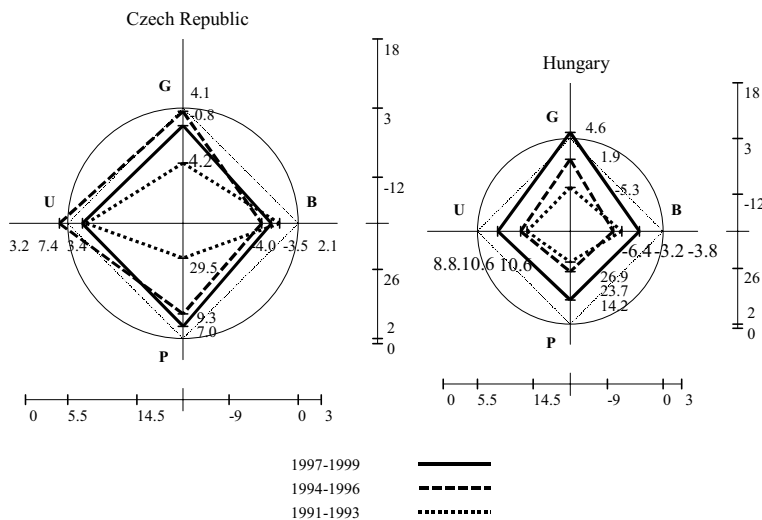 Czech Republic
18
G
4.1
-0.8
3
-4.2
-12
U
B
3.2 7.4 3.4
-4.0 -3.5 2.1
29.5
26
9.3
7.0
P
2
0
0 5.5 14.5 -9 0 3
Hungary
18
G
4.6
3
1.9
-5.3
-12
U
B
8.8 10.6 10.6
-6.4 -3.2 -3.8
26.9
23.7
14.2
26
P
2
0
0 5.5 14.5 -9 0 3
1997-1999
1994-1996
1991-1993